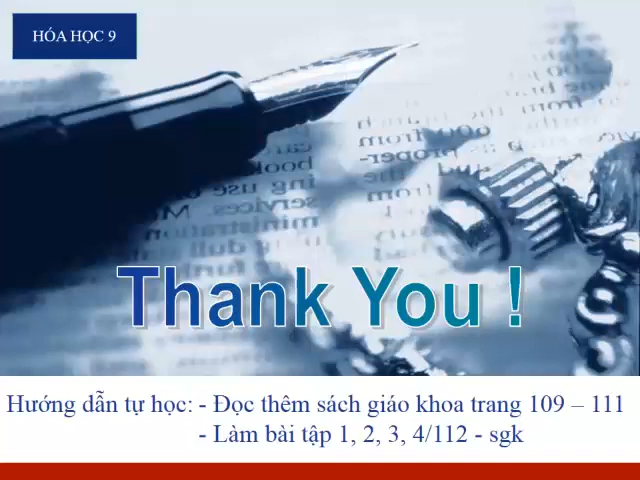 HÓA HỌC 9
Thank You !
Hướng dẫn tự học: - Đọc thêm sách giáo khoa trang 109 – 111
- Làm bài tập 1, 2, 3, 4/112 - sgk